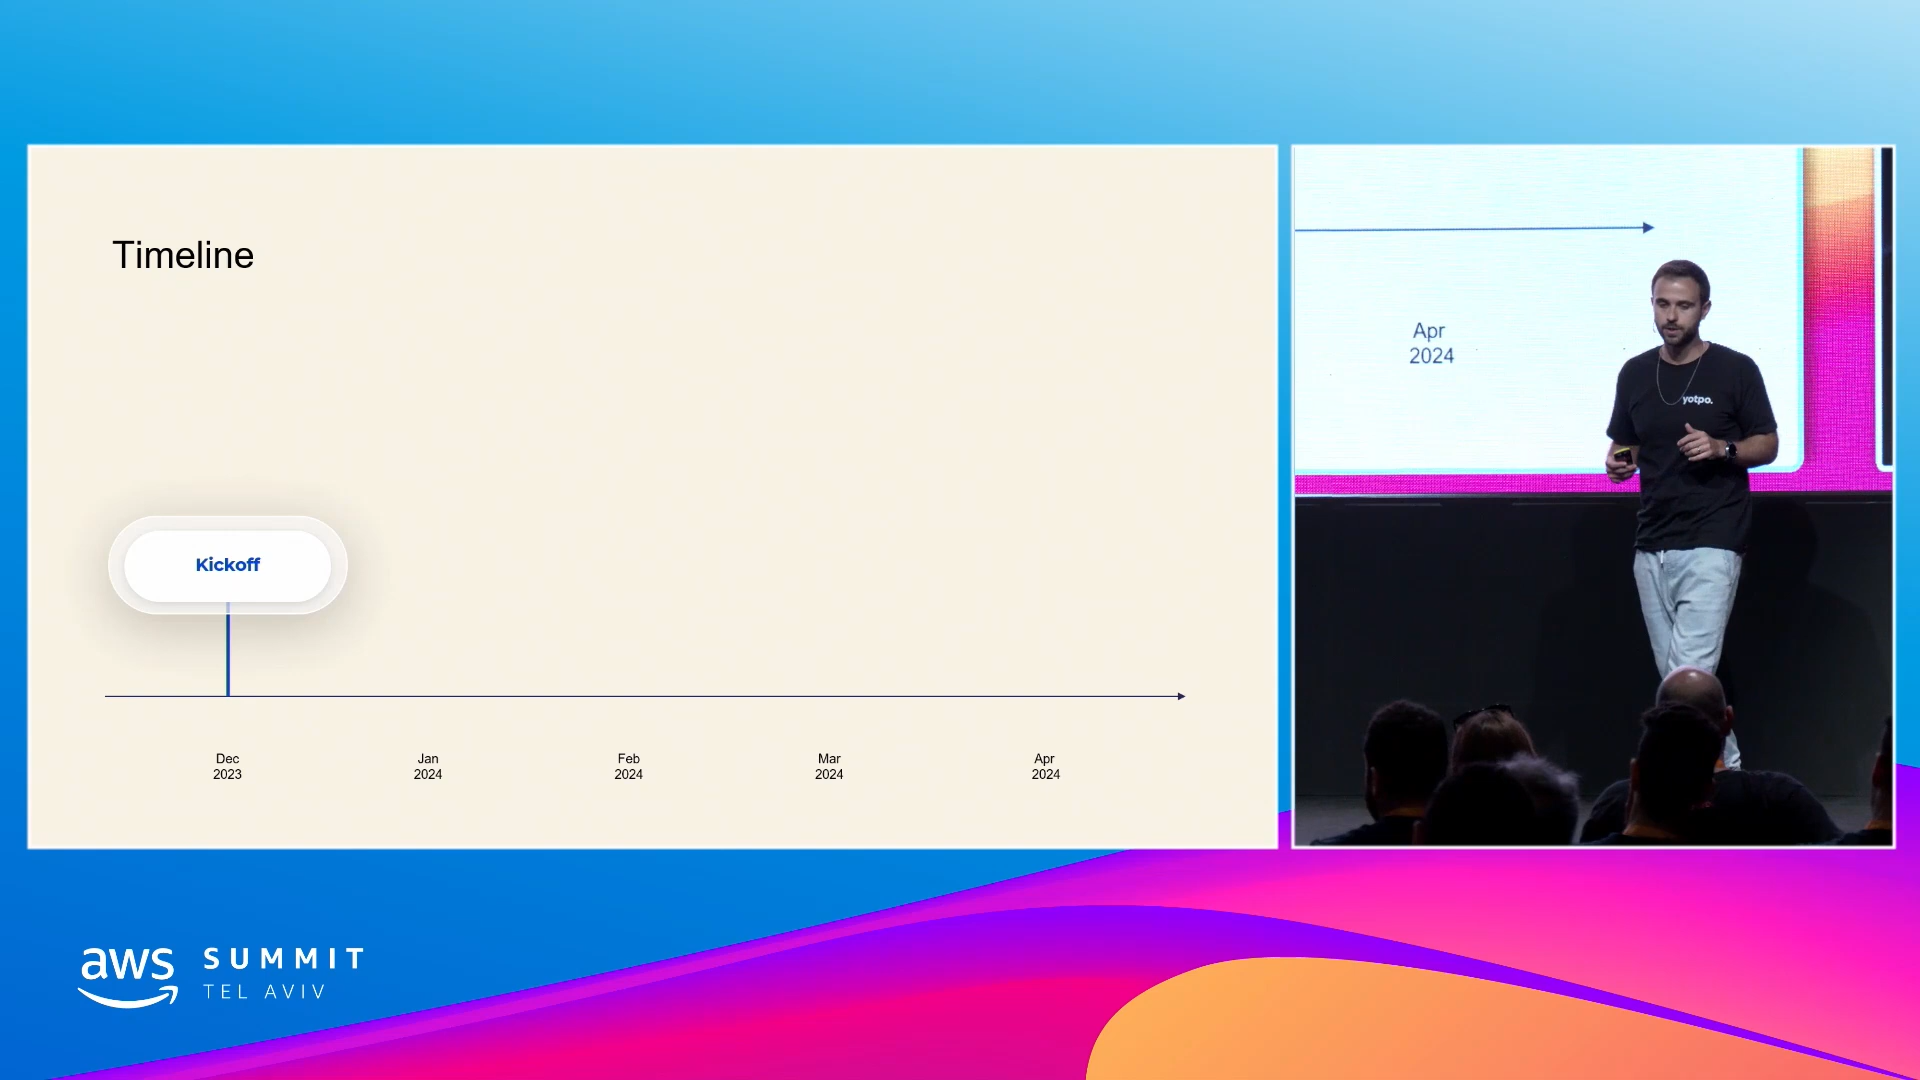 Timeline
Kickoff
Dec
2023
Jan
2024
Feb
2024
Mar
2024
Apr
2024
Apr
2024
yotpo.
aws SUMMIT
TEL AVIV